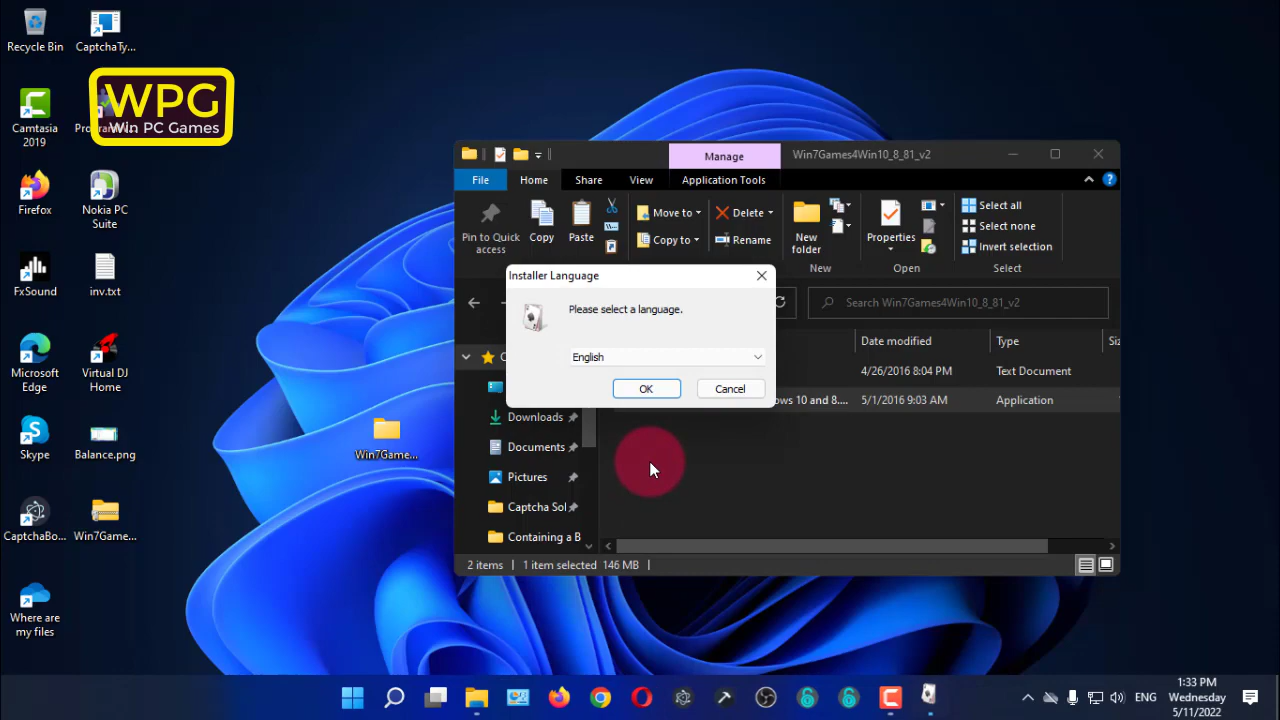 Recycle Bin
CaptchaTy...
WPG
Win PC Games
Camtasia
2019
Firefox
Nokia PC
Suite
FxSound
inv.txt
Microsoft
Edge
Virtual DJ
Home
Skype
Balance.png
CaptchaBo...
Win7Game...
Where are
my files
Win7Game...
Manage
Win7Games4Win10_8_81_v2
File
Home
Share
View
Application Tools
Pin to Quick
access
Copy
Paste
Move to
Copy to
Delete
Rename
New
folder
New
Properties
Open
Select all
Select none
Invert selection
Select
Search Win7Games4Win10_8_81_v2
Installer Language
Please select a language.
English
OK
Cancel
Date modified
Type
4/26/2016 8:04 PM
Text Document
ows 10 and 8....
5/1/2016 9:03 AM
Application
Downloads
Documents
Pictures
Captcha Sol
Containing a B
2 items
1 item selected 146 MB
ENG
1:33 PM
Wednesday
5/11/2022